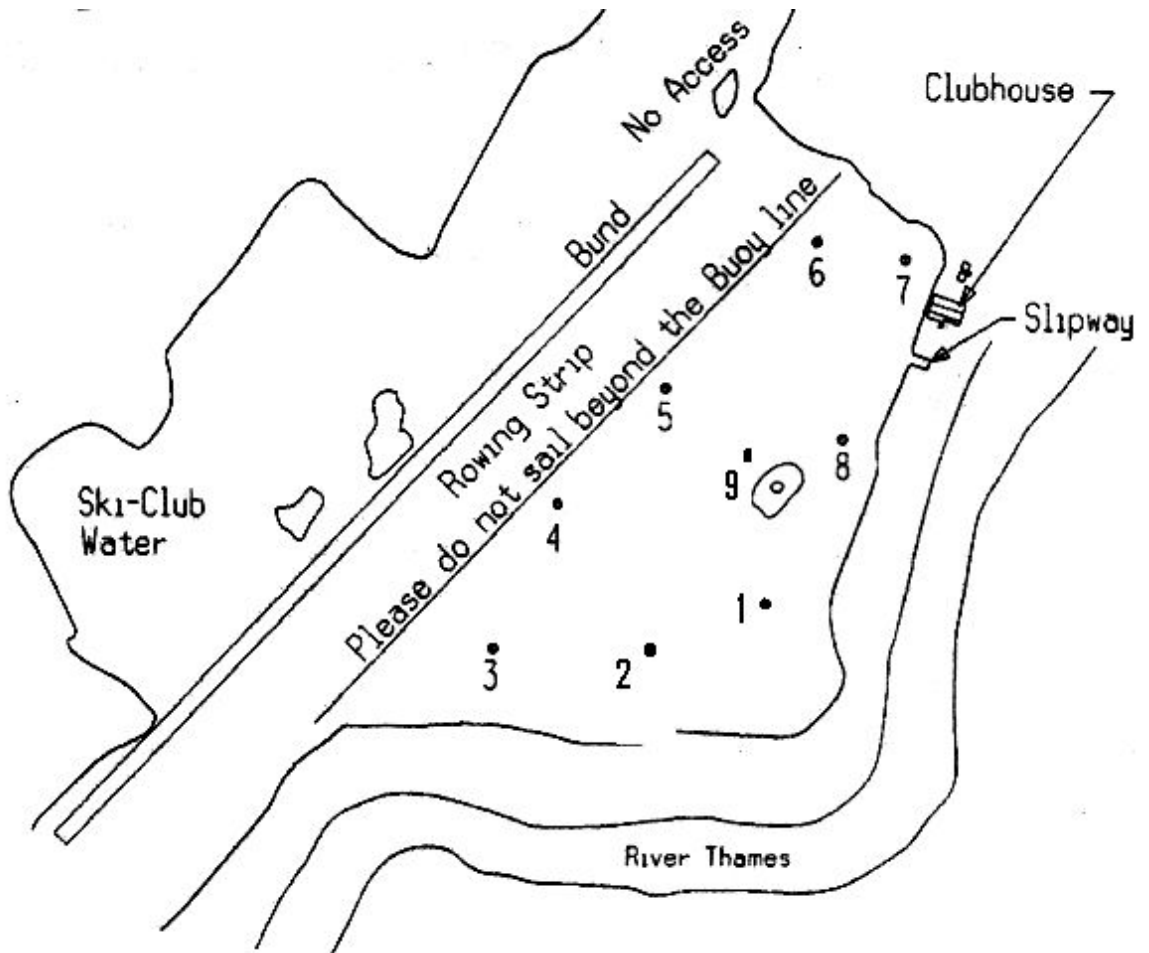 No Access
Clubhouse
Bund
8
Slipway
Rowing Strip
Please do not sail beyond the Buoy line
Ski-Club
Water
6
7
5
9
8
4
1
3
2
River Thames